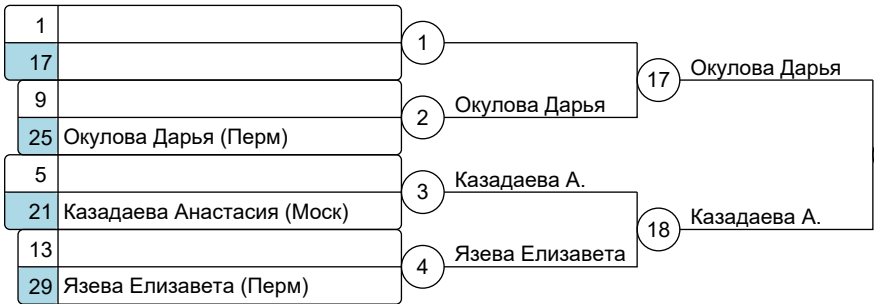 1
17
1
9
25 Окулова Дарья (Перм)
2
Окулова Дарья
17
Окулова Дарья
5
21 Казадаева Анастасия (Моск)
3
Казадаева А.
13
29 Язева Елизавета (Перм)
4
Язева Елизавета
18
Казадаева А.